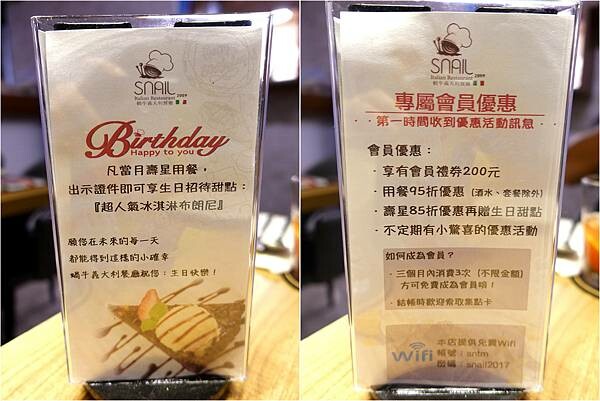 SNAIL
Italian Restaurant 2009
蝸牛義大利餐廳
Birthday
Happy to you
凡當月壽星用餐，
出示證件即可享生日招待甜點：
『超人氣冰淇淋布朗尼』
願您在未來的每一天
都能得到這樣的小確幸
蝸牛義大利餐廳祝您：生日快樂！
SNAIL
Italian Restaurant 2009
蝸牛義大利餐廳
專屬會員優惠
·第一時間收到優惠活動訊息·
會員優惠：
·享有會員禮券200元
·用餐95折優惠（酒水、套餐除外）
·壽星85折優惠再贈生日甜點
·不定期有小驚喜的優惠活動
如何成為會員？
·三個月內消費3次（不限金額）
方可免費成為會員唷！
·結帳時歡迎索取集點卡
WiFi
本店提供免費Wifi
帳號：sntm
密碼：snail2017